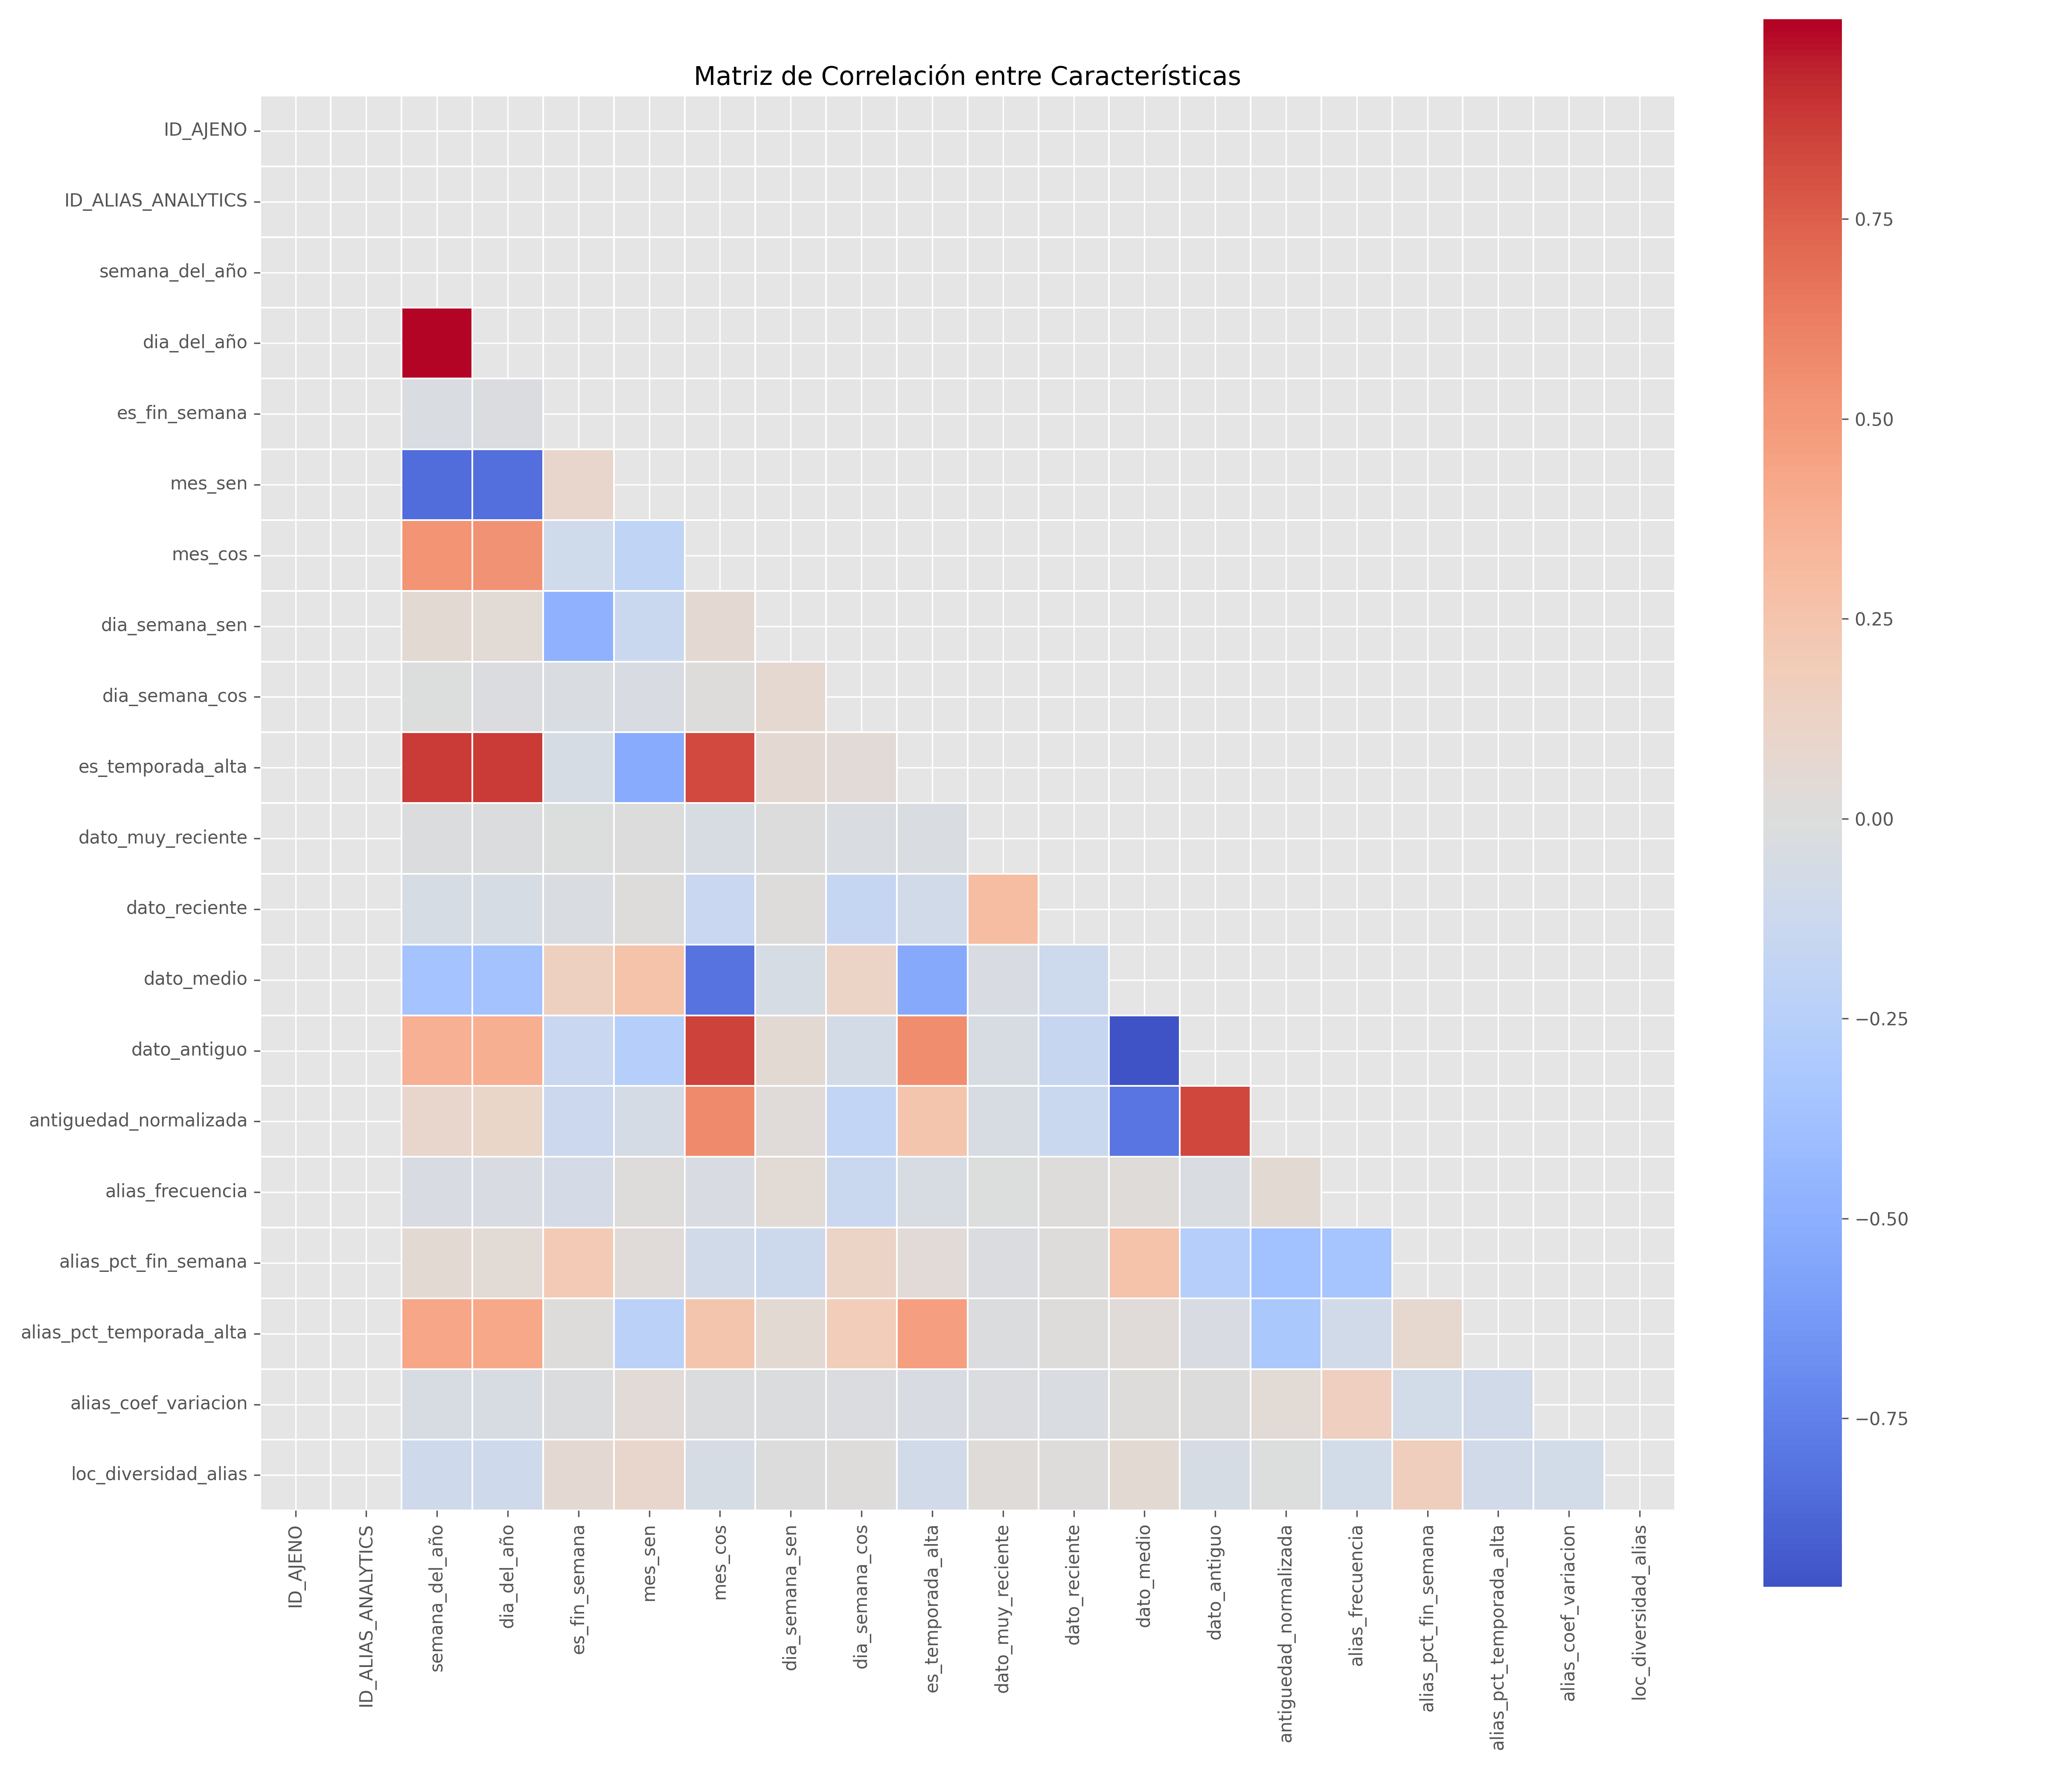 Matriz de Correlación entre Características
ID_AJENO
ID_ALIAS_ANALYTICS
semana_del_año
dia_del_año
es_fin_semana
mes_sen
mes_cos
dia_semana_sen
dia_semana_cos
es_temporada_alta
dato_muy_reciente
dato_reciente
dato_medio
dato_antiguo
antiguedad_normalizada
alias_frecuencia
alias_pct_fin_semana
alias_pct_temporada_alta
alias_coef_variacion
loc_diversidad_alias
ID_AJENO
ID_ALIAS_ANALYTICS
semana_del_año
dia_del_año
es_fin_semana
mes_sen
mes_cos
dia_semana_sen
dia_semana_cos
es_temporada_alta
dato_muy_reciente
dato_reciente
dato_medio
dato_antiguo
antiguedad_normalizada
alias_frecuencia
alias_pct_fin_semana
alias_pct_temporada_alta
alias_coef_variacion
loc_diversidad_alias
0.75
0.50
0.25
0.00
−0.25
−0.50
−0.75